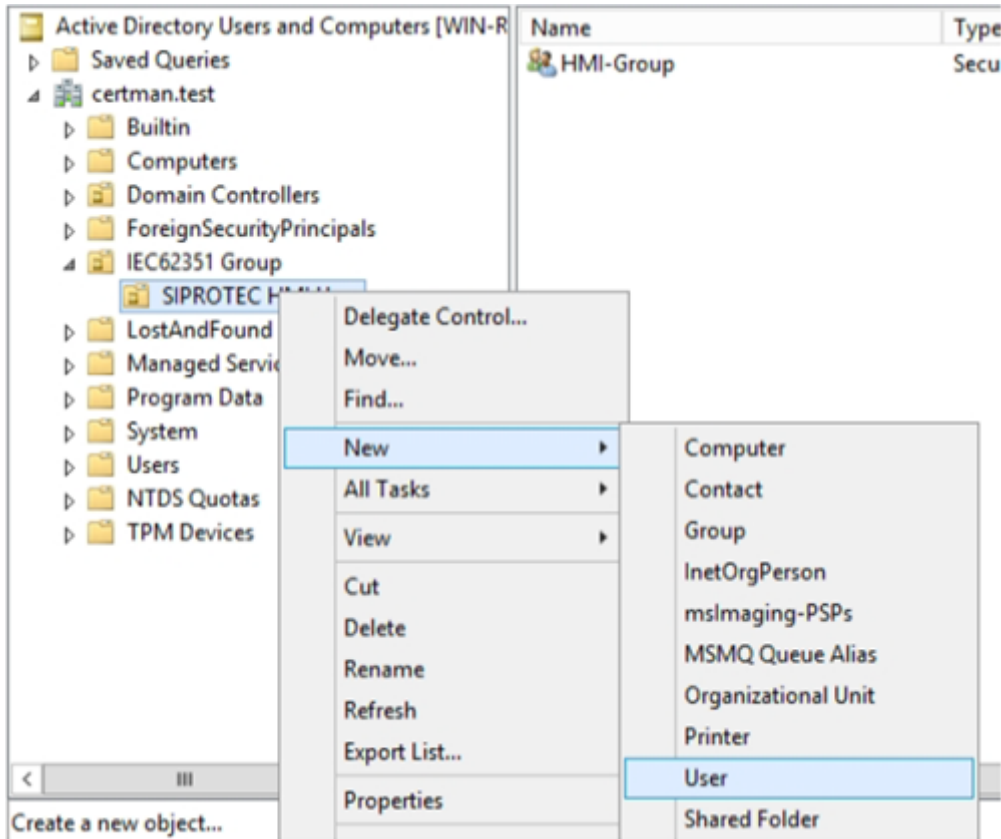 Active Directory Users and Computers [WIN-R
Saved Queries
certman.test
Builtin
Computers
Domain Controllers
ForeignSecurityPrincipals
IEC62351 Group
SIPROTEC
LostAndFound
Managed
Program Data
System
Users
NTDS Quotas
TPM Devices
Name Type
HMI-Group Secu
Delegate Control...
Move...
Find...
New
All Tasks
View
Cut
Delete
Rename
Refresh
Export List...
Properties
Computer
Contact
Group
InetOrgPerson
msImaging-PSPs
MSMQ Queue Alias
Organizational Unit
Printer
User
Shared Folder
Create a new object...